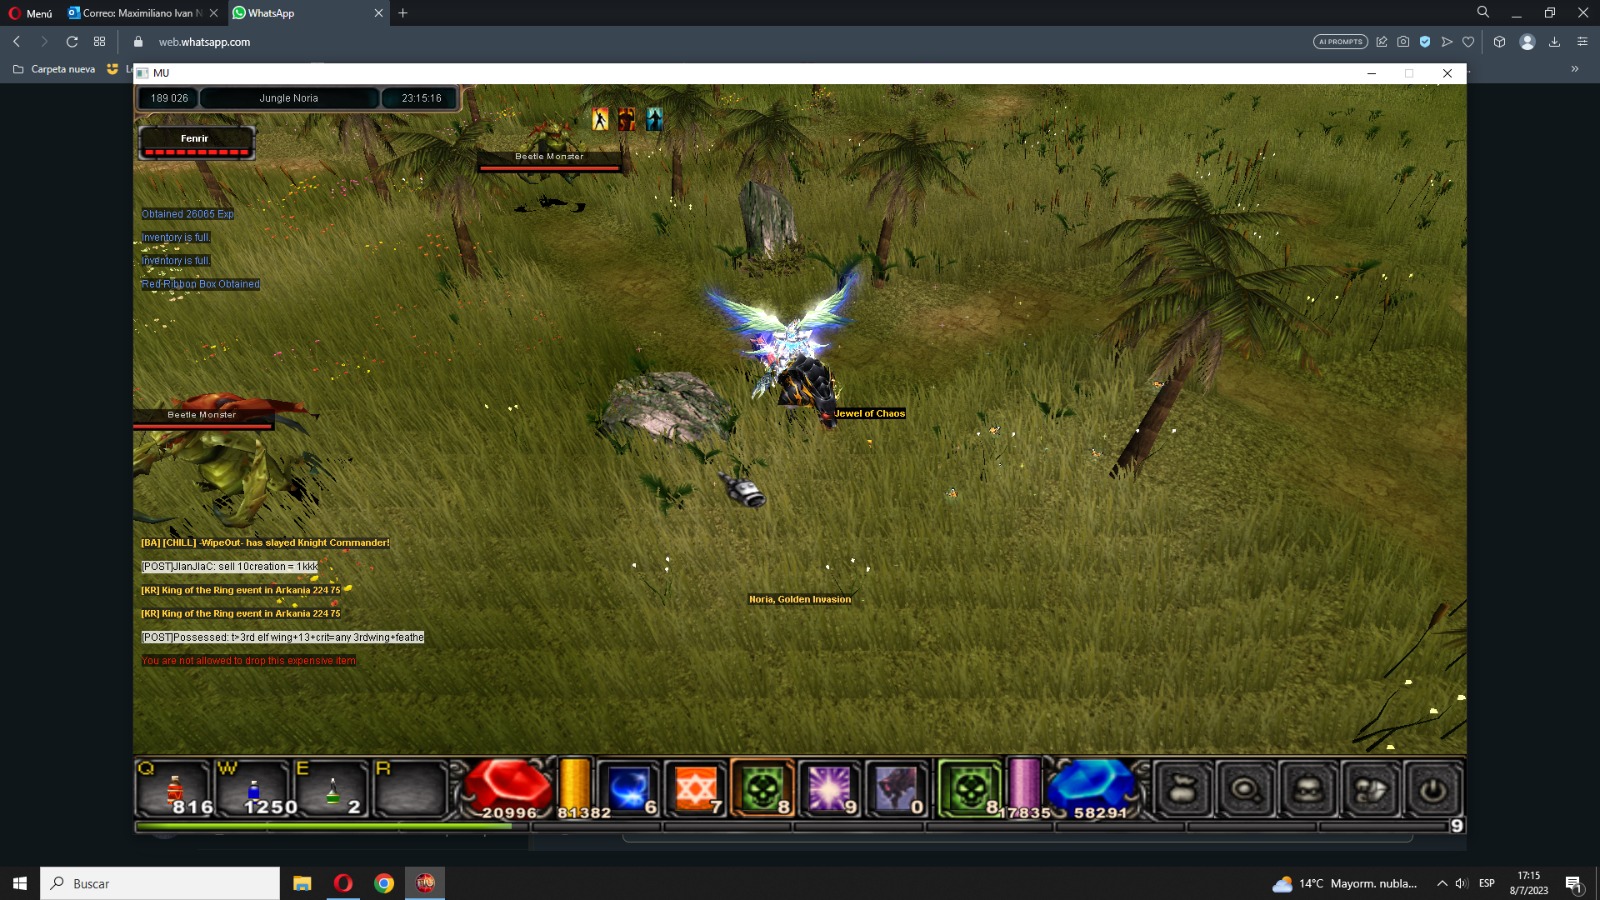 Menú
Correo: Maximiliano Ivan N
WhatsApp
web.whatsapp.com
AI PROMPTS
Carpeta nueva
MU
189 026
Jungle Noria
23:15:16
Fenrir
Beetle Monster
Obtained 26065 Exp
Inventory is full.
Inventory is full.
Red Ribbon Box Obtained
Jewel of Chaos
Beetle Monster
[BA] [CHILL] -WipeOut- has slayed Knight Commander!
[POST]JIanJIaC: sell 10creation = 1kkk
[KR] King of the Ring event in Arkania 224 75
[KR] King of the Ring event in Arkania 224 75
[POST]Possessed: t>3rd elf wing+13+crit=any 3rdwing+feathe
You are not allowed to drop this expensive item
Noria, Golden Invasion
Q 816
W 1250
E 2
R
20996
81382
6
7
8
9
0
8
17835
58291
9
Buscar
14°C Mayorm. nubla...
ESP
17:15
8/7/2023
1